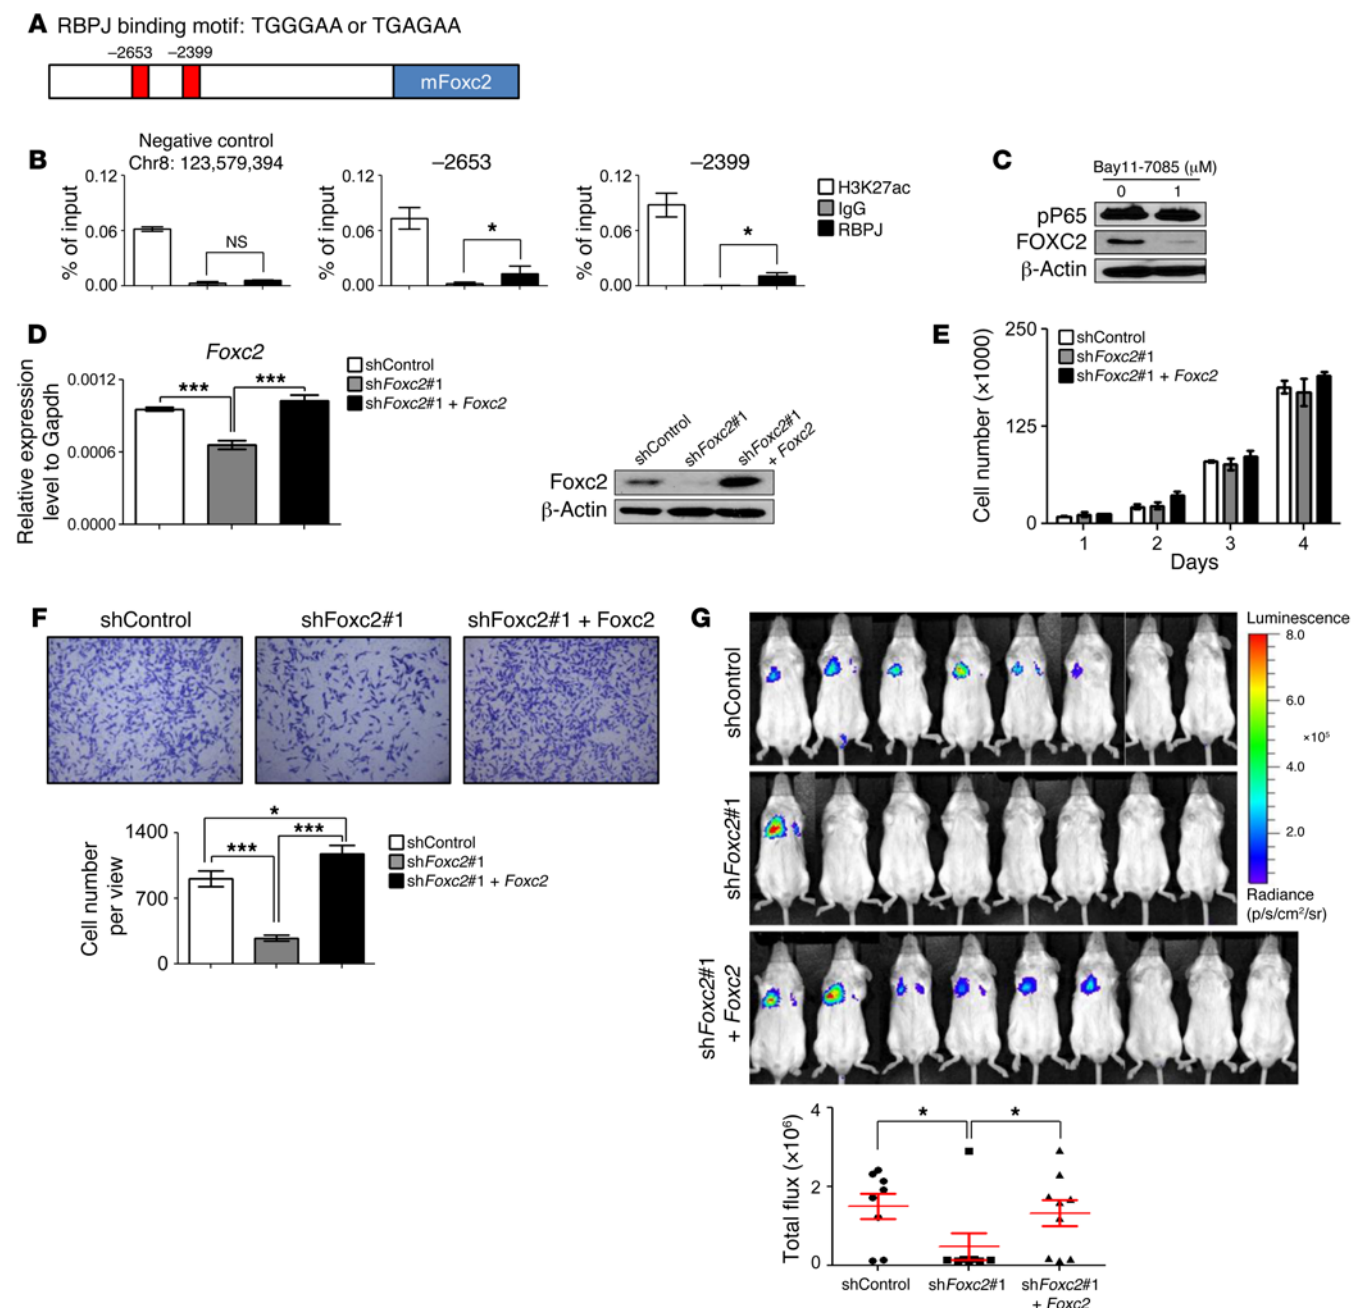 A RBPJ binding motif: TGGGAA or TGAGAA
–2653 –2399
mFoxc2
B
Negative control
Chr8: 123,579,394
% of input
0.12
0.06
0.00
NS
–2653
% of input
0.12
0.06
0.00
*
–2399
% of input
0.12
0.06
0.00
*
H3K27ac
IgG
RBPJ
C
Bay11-7085 (μM)
0 1
pP65
FOXC2
β-Actin
D
Foxc2
Relative expression
level to Gapdh
0.0012
0.0006
0.0000
*** ***
shControl
shFoxc2#1
shFoxc2#1 + Foxc2
shControl
shFoxc2#1
shFoxc2#1
+ Foxc2
Foxc2
β-Actin
E
Cell number (×1000)
250
125
0
shControl
shFoxc2#1
shFoxc2#1 + Foxc2
1 2 3 4
Days
F
shControl shFoxc2#1 shFoxc2#1 + Foxc2
Cell number
per view
1400
700
0
*
***
***
shControl
shFoxc2#1
shFoxc2#1 + Foxc2
G
shControl
shFoxc2#1
shFoxc2#1
+ Foxc2
Luminescence
8.0
6.0
×10⁵
4.0
2.0
Radiance
(p/s/cm²/sr)
Total flux (×10⁶)
4
2
0
* *
shControl shFoxc2#1 shFoxc2#1
+ Foxc2